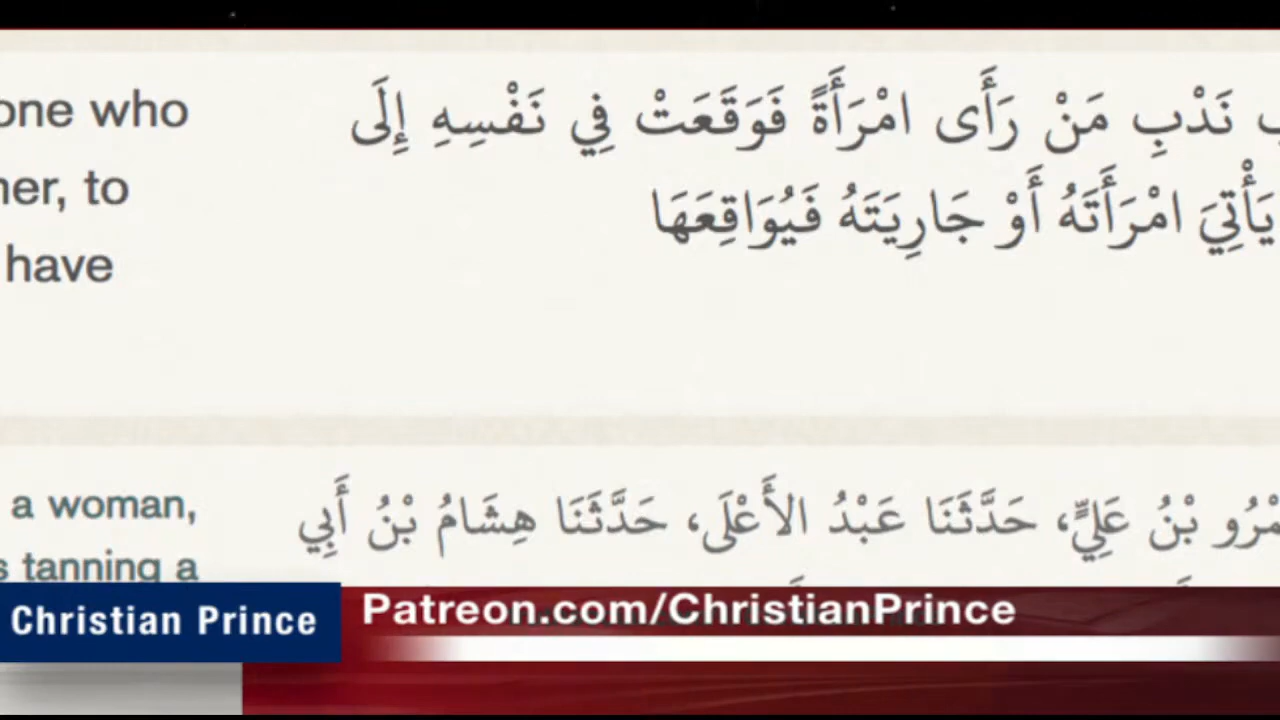 one who
her, to
have
نَدْبِ مَنْ رَأَى امْرَأَةً فَوَقَعَتْ فِي نَفْسِهِ إِلَى
يَأْتِيَ امْرَأَتَهُ أَوْ جَارِيَتَهُ فَيُوَاقِعَهَا
a woman,
s tanning a
عَمْرُو بْنُ عَلِيٍّ، حَدَّثَنَا عَبْدُ الأَعْلَى، حَدَّثَنَا هِشَامُ بْنُ أَبِي
Christian Prince
Patreon.com/ChristianPrince